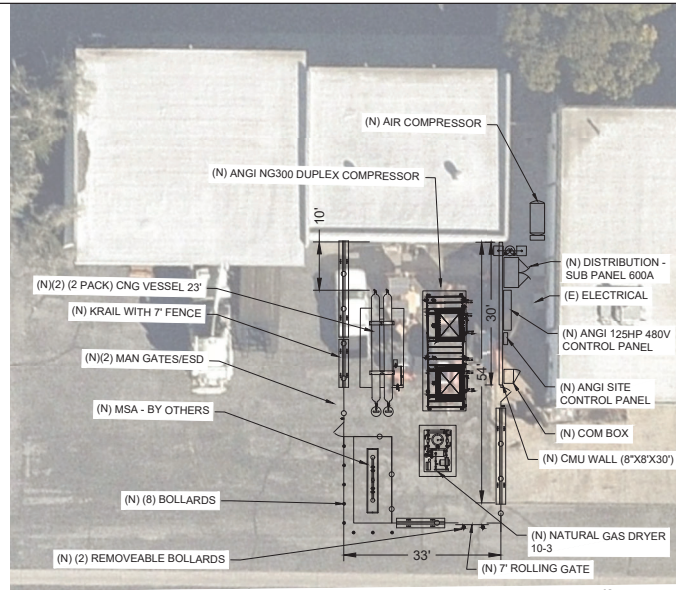 (N) AIR COMPRESSOR
(N) ANGI NG300 DUPLEX COMPRESSOR
10'
(N) DISTRIBUTION -
SUB PANEL 600A
(N)(2) (2 PACK) CNG VESSEL 23'
30'
(E) ELECTRICAL
(N) KRAIL WITH 7' FENCE
(N) ANGI 125HP 480V
CONTROL PANEL
54'
(N)(2) MAN GATES/ESD
(N) ANGI SITE
CONTROL PANEL
(N) MSA - BY OTHERS
(N) COM BOX
(N) CMU WALL (8"X8'X30')
(N) (8) BOLLARDS
(N) NATURAL GAS DRYER
10-3
(N) (2) REMOVEABLE BOLLARDS
33'
(N) 7' ROLLING GATE